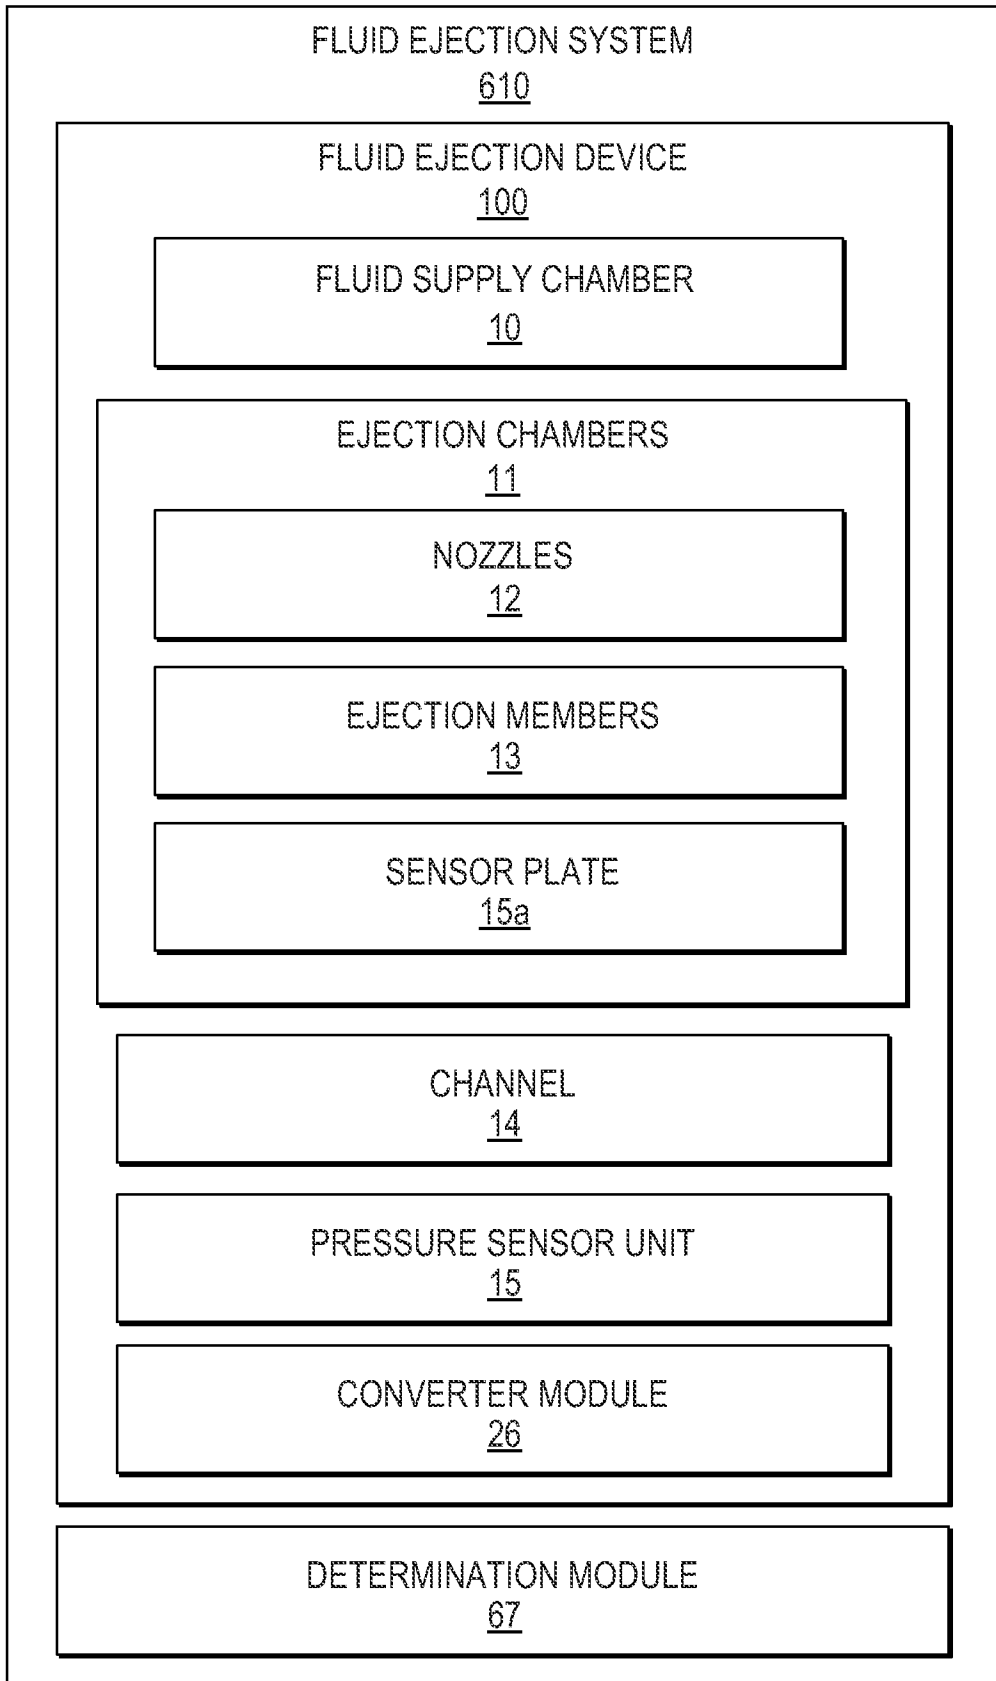 FLUID EJECTION SYSTEM
610
FLUID EJECTION DEVICE
100
FLUID SUPPLY CHAMBER
10
EJECTION CHAMBERS
11
NOZZLES
12
EJECTION MEMBERS
13
SENSOR PLATE
15a
CHANNEL
14
PRESSURE SENSOR UNIT
15
CONVERTER MODULE
26
DETERMINATION MODULE
67